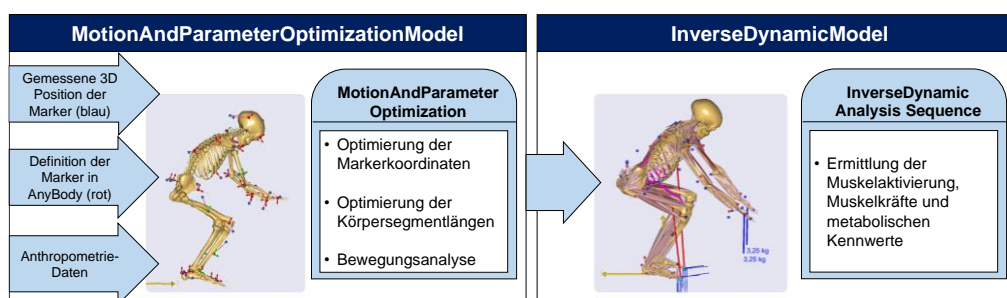 MotionAndParameterOptimizationModel
Gemessene 3D
Position der
Marker (blau)
Definition der
Marker in
AnyBody (rot)
Anthropometrie-
Daten
MotionAndParameter
Optimization
• Optimierung der
Markerkoordinaten
• Optimierung der
Körpersegmentlängen
• Bewegungsanalyse
InverseDynamicModel
3,25 kg
3,25 kg
InverseDynamic
Analysis Sequence
• Ermittlung der
Muskelaktivierung,
Muskelkräfte und
metabolischen
Kennwerte